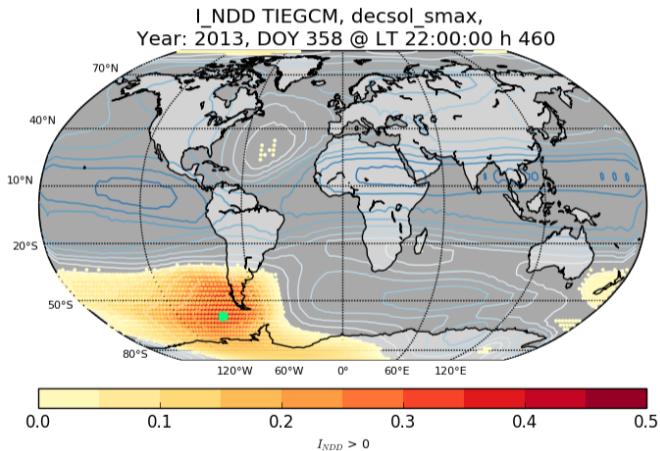 I_NDD TIEGCM, decsol_smax,
Year: 2013, DOY 358 @ LT 22:00:00 h 460
70°N
40°N
10°N
20°S
50°S
80°S
120°W 60°W 0° 60°E 120°E
0.0 0.1 0.2 0.3 0.4 0.5
I_NDD > 0